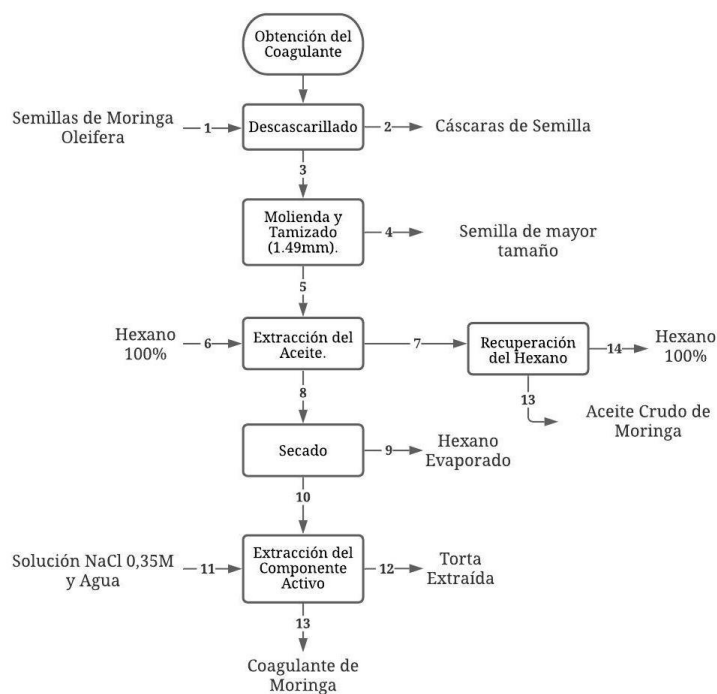 Obtención del
Coagulante
Semillas de Moringa
Oleifera
1
Descascarillado
2
Cáscaras de Semilla
3
Molienda y
Tamizado
(1.49mm).
4
Semilla de mayor
tamaño
5
Hexano
100%
6
Extracción del
Aceite.
7
Recuperación
del Hexano
14
Hexano
100%
8
13
Aceite Crudo de
Moringa
Secado
9
Hexano
Evaporado
10
Solución NaCl 0,35M
y Agua
11
Extracción del
Componente
Activo
12
Torta
Extraída
13
Coagulante de
Moringa